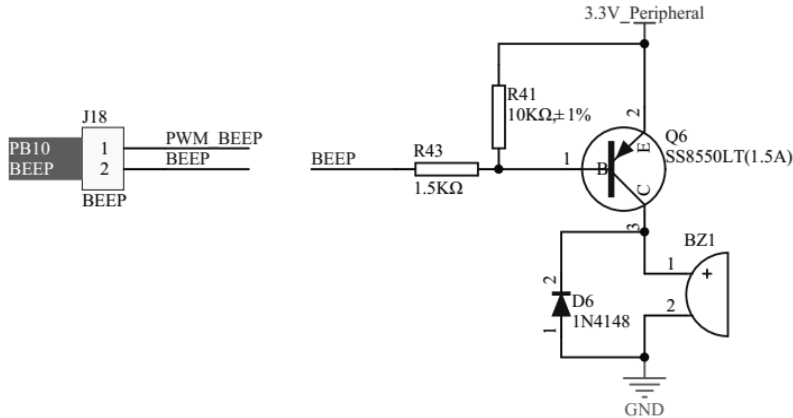 3.3V_Peripheral
J18
PB10 1 PWM_BEEP
BEEP 2 BEEP
BEEP
BEEP
R43
1.5KΩ
R41
10KΩ,±1%
1
2
B
E
C
3
Q6
SS8550LT(1.5A)
BZ1
1
+
2
2
D6
1N4148
1
GND